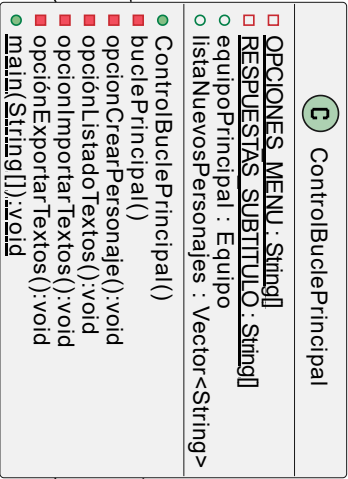 C ControlBuclePrincipal
OPCIONES_MENU : String[]
RESPUESTAS_SUBTITULO : String[]
equipoPrincipal : Equipo
listaNuevosPersonajes : Vector<String>
ControlBuclePrincipal()
buclePrincipal()
opcionCrearPersonaje():void
opciónListadoTextos():void
opcionImportarTextos():void
opciónExportarTextos():void
main(String[]):void